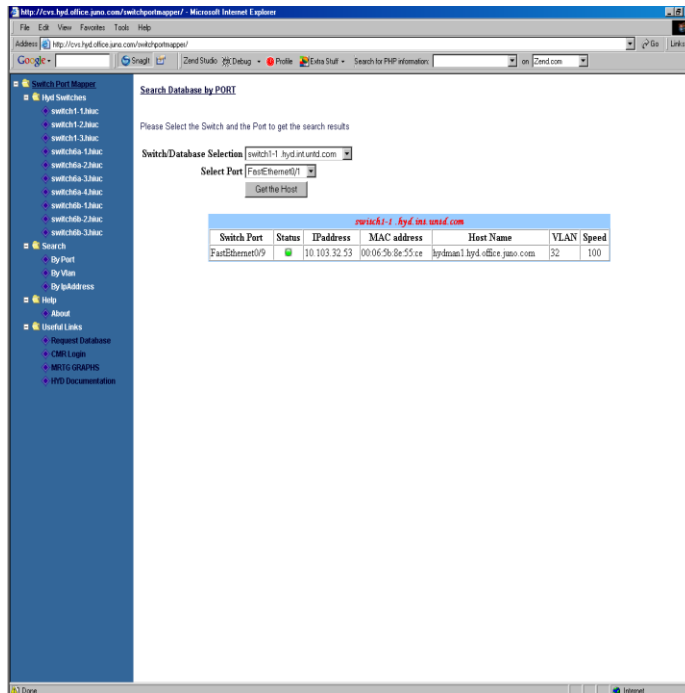 http://cvs.hyd.office.juno.com/switchportmapper/ - Microsoft Internet Explorer
File Edit View Favorites Tools Help
Address http://cvs.hyd.office.juno.com/switchportmapper/ Go Links
Google SnagIt Zend Studio Debug Profile Extra Stuff Search for PHP information: on Zend.com
Switch Port Mapper
Hyd Switches
switch1-1.hiuc
switch1-2.hiuc
switch1-3.hiuc
switch6a-1.hiuc
switch6a-2.hiuc
switch6a-3.hiuc
switch6a-4.hiuc
switch6b-1.hiuc
switch6b-2.hiuc
switch6b-3.hiuc
Search
By Port
By Vlan
By IpAddress
Help
About
Useful Links
Request Database
CMR Login
MRTG GRAPHS
HYD Documentation
Search Database by PORT
Please Select the Switch and the Port to get the search results
Switch/Database Selection switch1-1 .hyd.int.untd.com
Select Port FastEthernet0/1
Get the Host
switch1-1 .hyd.int.untd.com
Switch Port Status IPaddress MAC address Host Name VLAN Speed
FastEthernet0/9 10.103.32.53 00:06:5b:8e:55:ce hydman1.hyd.office.juno.com 32 100
Done Internet